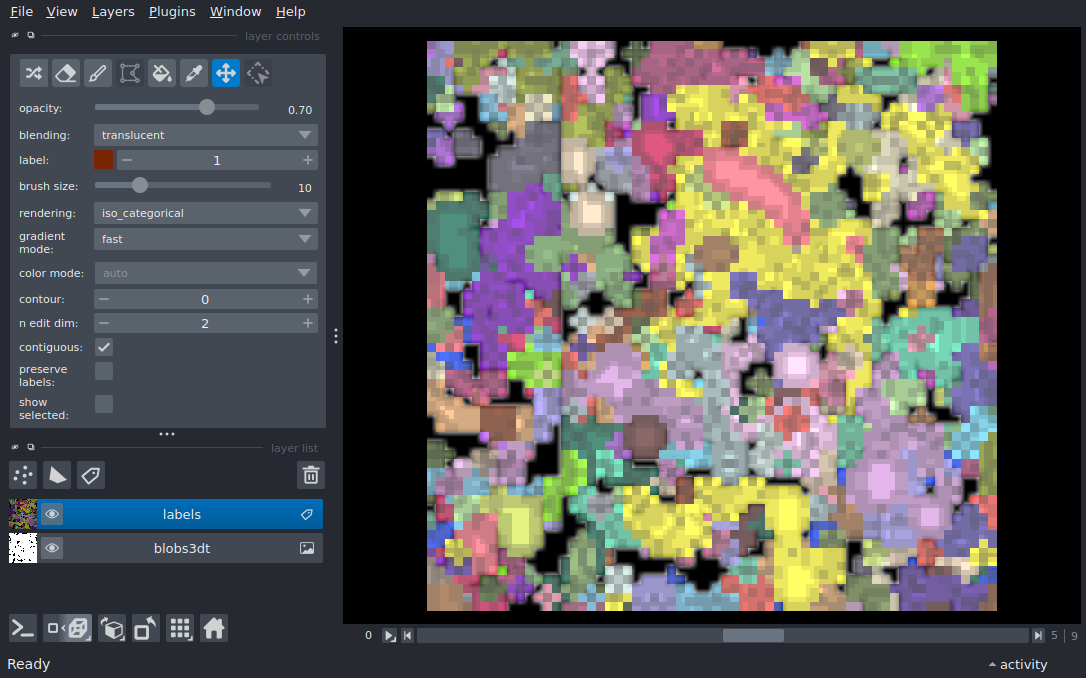 File View Layers Plugins Window Help
layer controls
opacity: 0.70
blending: translucent
label: 1
brush size: 10
rendering: iso_categorical
gradient
mode: fast
color mode: auto
contour: 0
n edit dim: 2
contiguous:
preserve
labels:
show
selected:
layer list
labels
blobs3dt
0 5 | 9
Ready activity